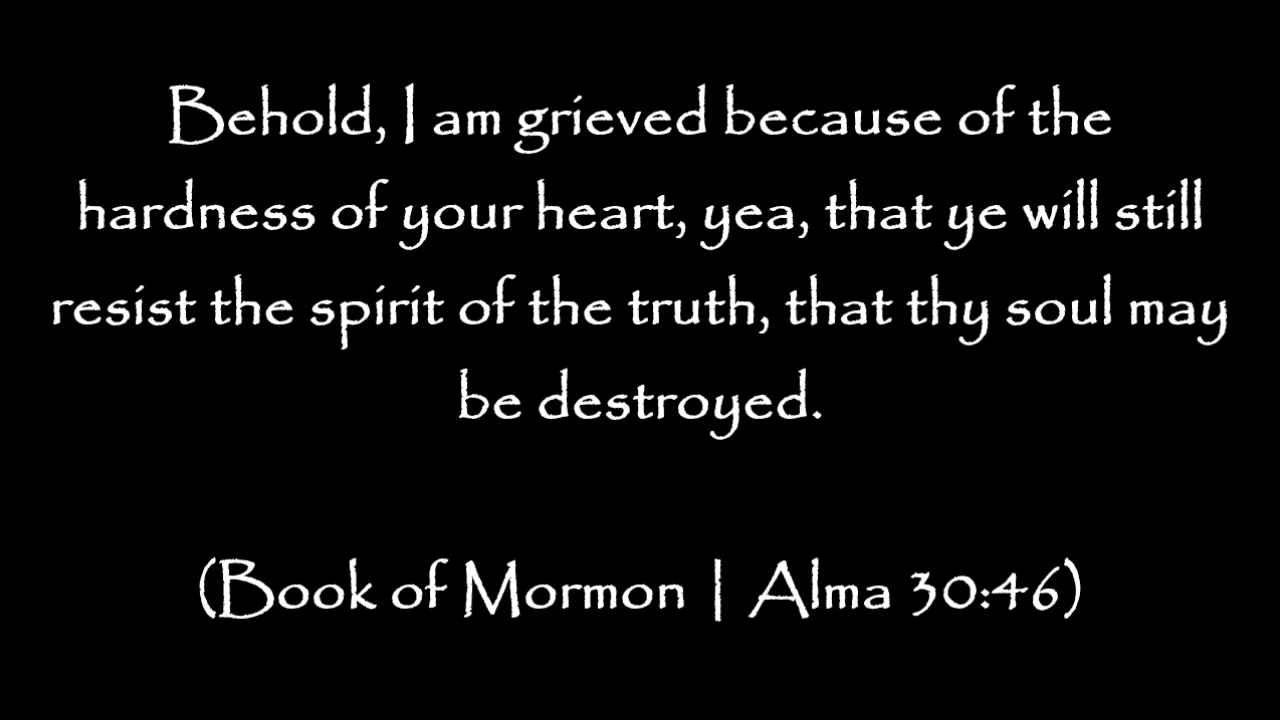 Behold, I am grieved because of the
hardness of your heart, yea, that ye will still
resist the spirit of the truth, that thy soul may
be destroyed.
(Book of Mormon | Alma 30:46)